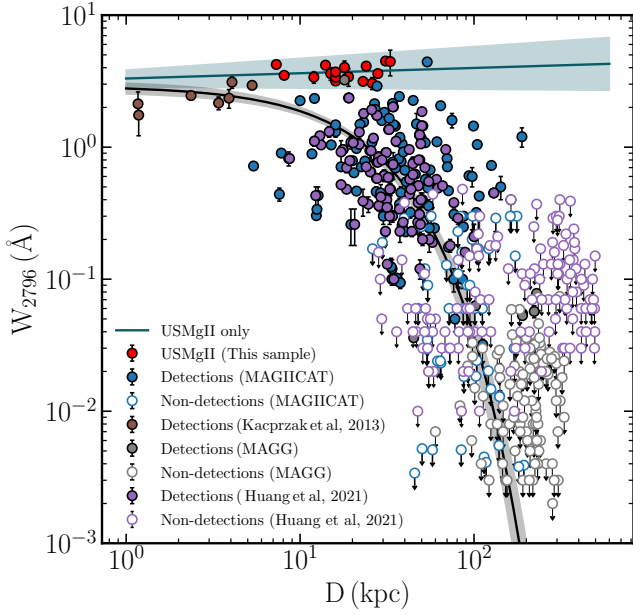 10^1
10^0
10^{-1}
10^{-2}
10^{-3}
W_{2796} (Å)
USMgII only
USMgII (This sample)
Detections (MAGIICAT)
Non-detections (MAGIICAT)
Detections (Kacprzak et al, 2013)
Detections (MAGG)
Non-detections (MAGG)
Detections (Huang et al, 2021)
Non-detections (Huang et al, 2021)
10^0
10^1
10^2
D (kpc)